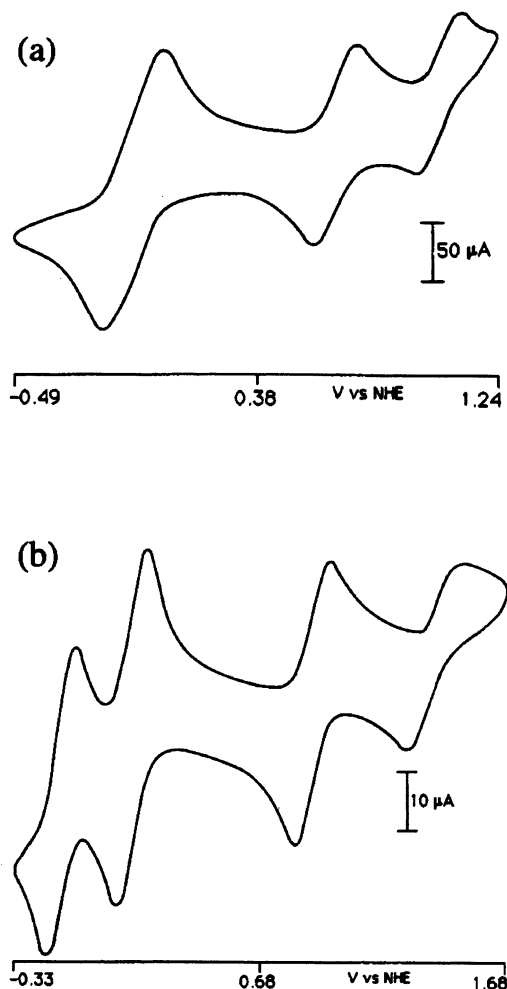 (a)
50 μA
-0.49 0.38 V vs NHE 1.24
(b)
10 μA
-0.33 0.68 V vs NHE 1.68